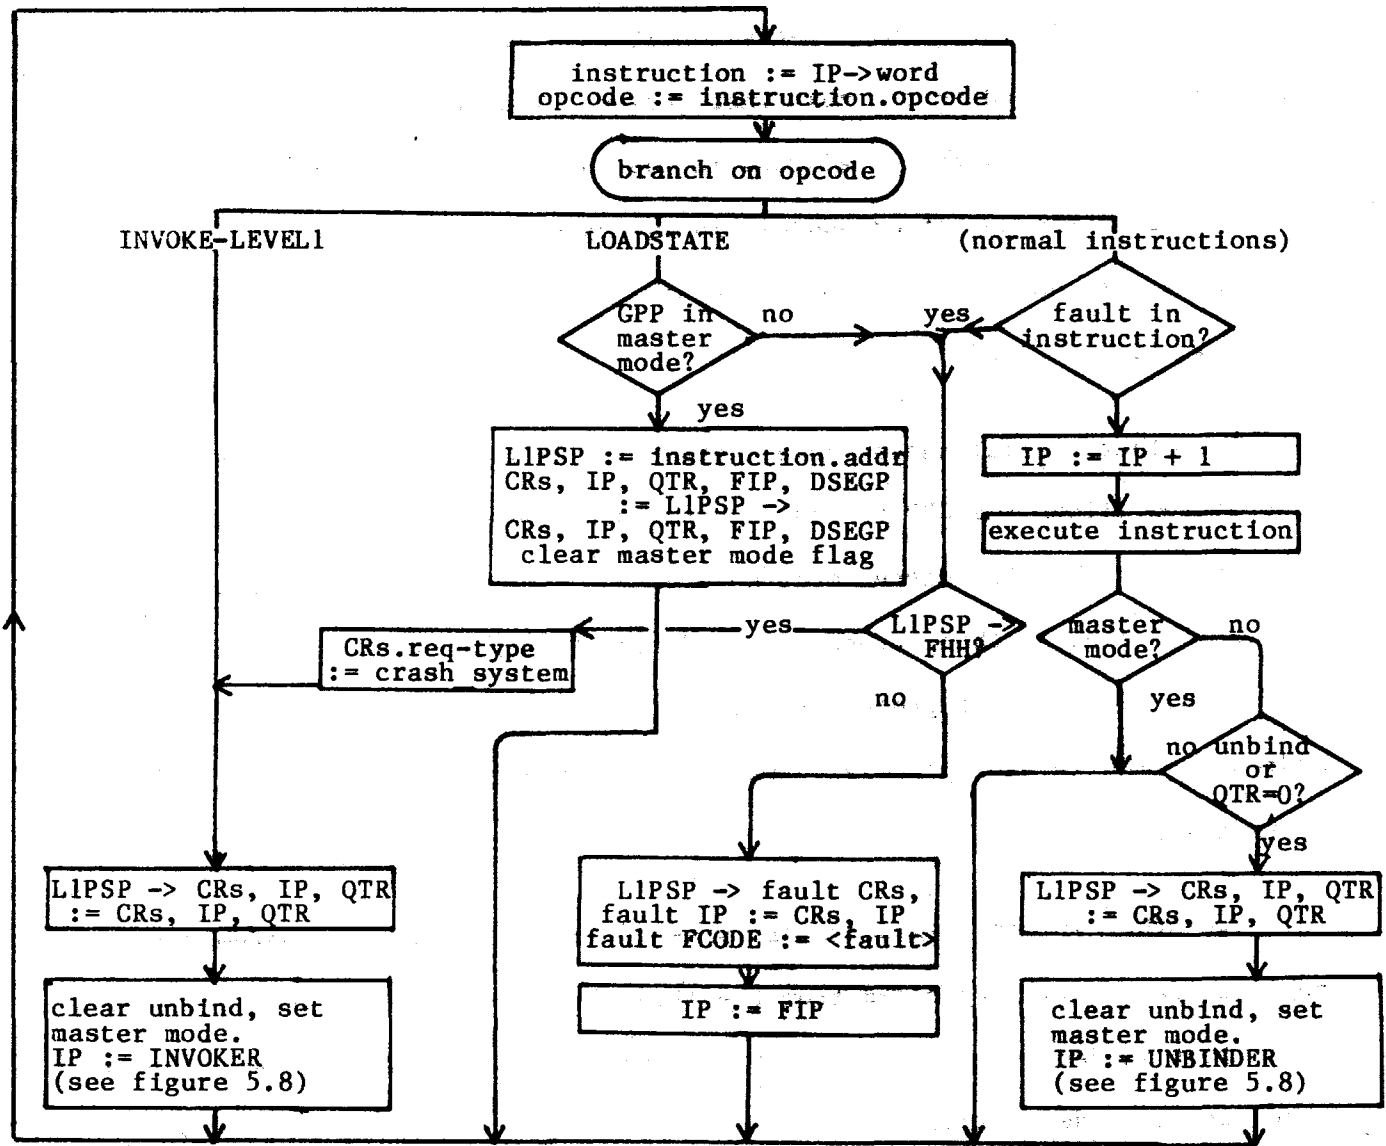 instruction := IP->word
opcode := instruction.opcode
branch on opcode
INVOKE-LEVEL1
LOADSTATE
(normal instructions)
GPP in
master
mode?
no
yes
yes
fault in
instruction?
L1PSP := instruction.addr
CRs, IP, QTR, FIP, DSEGP
:= L1PSP ->
CRs, IP, QTR, FIP, DSEGP
clear master mode flag
IP := IP + 1
execute instruction
L1PSP ->
FHH?
yes
no
CRs.req-type
:= crash system
master
mode?
no
yes
no
unbind
or
QTR=0?
yes
L1PSP -> CRs, IP, QTR
:= CRs, IP, QTR
clear unbind, set
master mode.
IP := INVOKER
(see figure 5.8)
L1PSP -> fault CRs,
fault IP := CRs, IP
fault FCODE := <fault>
IP := FIP
L1PSP -> CRs, IP, QTR
:= CRs, IP, QTR
clear unbind, set
master mode.
IP := UNBINDER
(see figure 5.8)